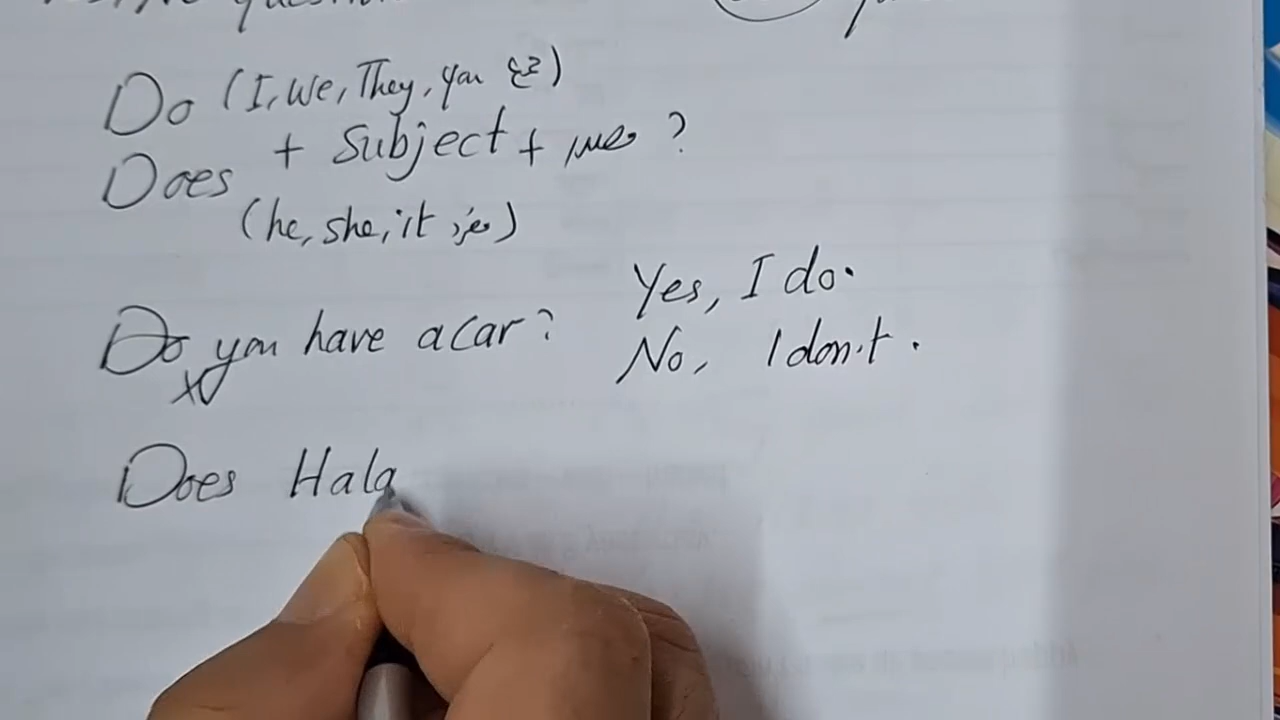 question
Do (I, We, They, you جمع)
+ Subject + مصدر ?
Does
(he, she, it مفرد)
Do you have a car? Yes, I do.
No, I don't.
Does Hala